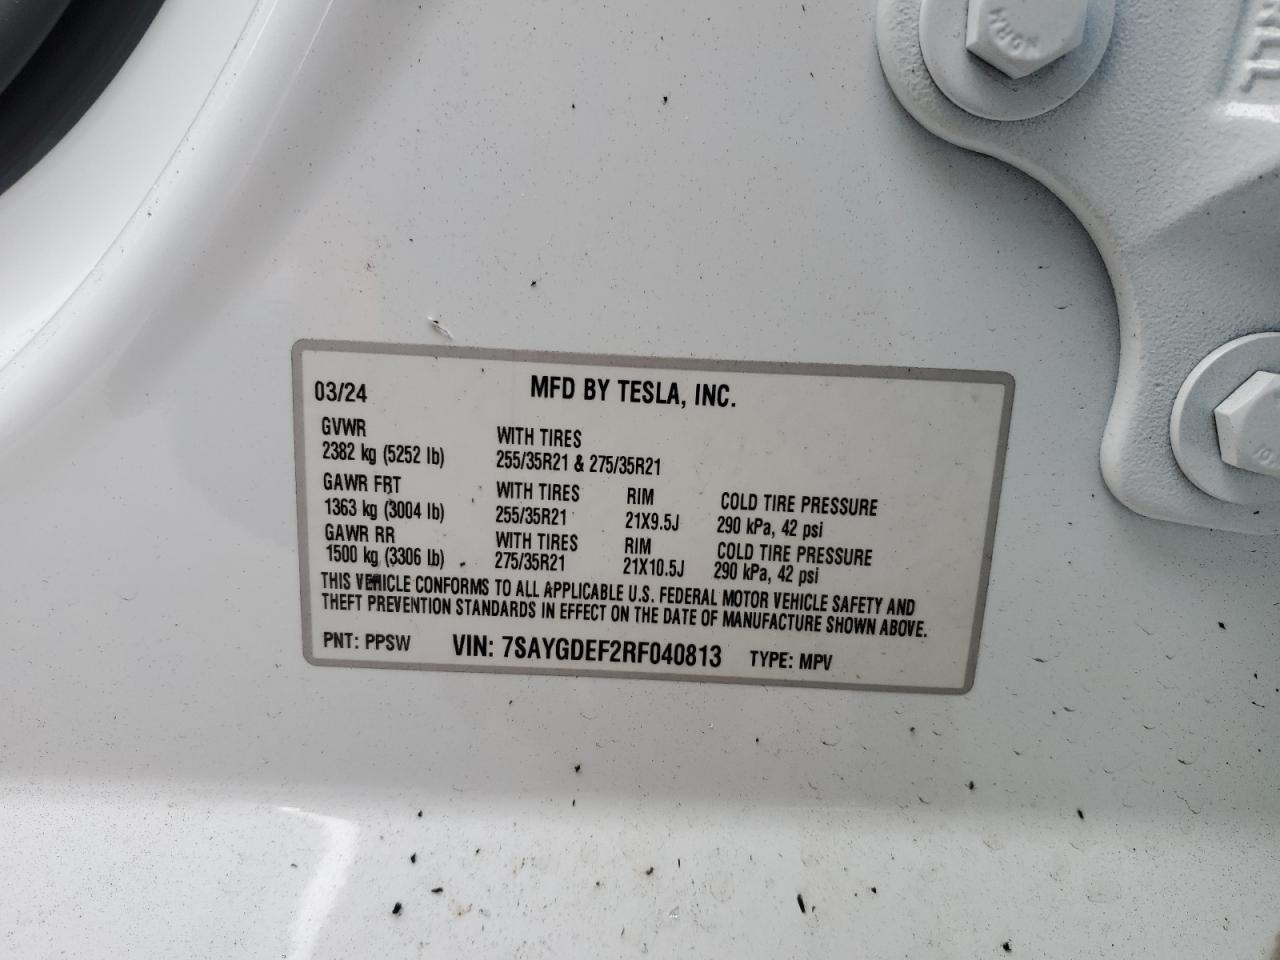 03/24 MFD BY TESLA, INC.
GVWR
2382 kg (5252 lb)
WITH TIRES
255/35R21 & 275/35R21
GAWR FRT
1363 kg (3004 lb)
WITH TIRES
255/35R21
RIM
21X9.5J
COLD TIRE PRESSURE
290 kPa, 42 psi
GAWR RR
1500 kg (3306 lb)
WITH TIRES
275/35R21
RIM
21X10.5J
COLD TIRE PRESSURE
290 kPa, 42 psi
THIS VEHICLE CONFORMS TO ALL APPLICABLE U.S. FEDERAL MOTOR VEHICLE SAFETY AND
THEFT PREVENTION STANDARDS IN EFFECT ON THE DATE OF MANUFACTURE SHOWN ABOVE.
PNT: PPSW VIN: 7SAYGDEF2RF040813 TYPE: MPV